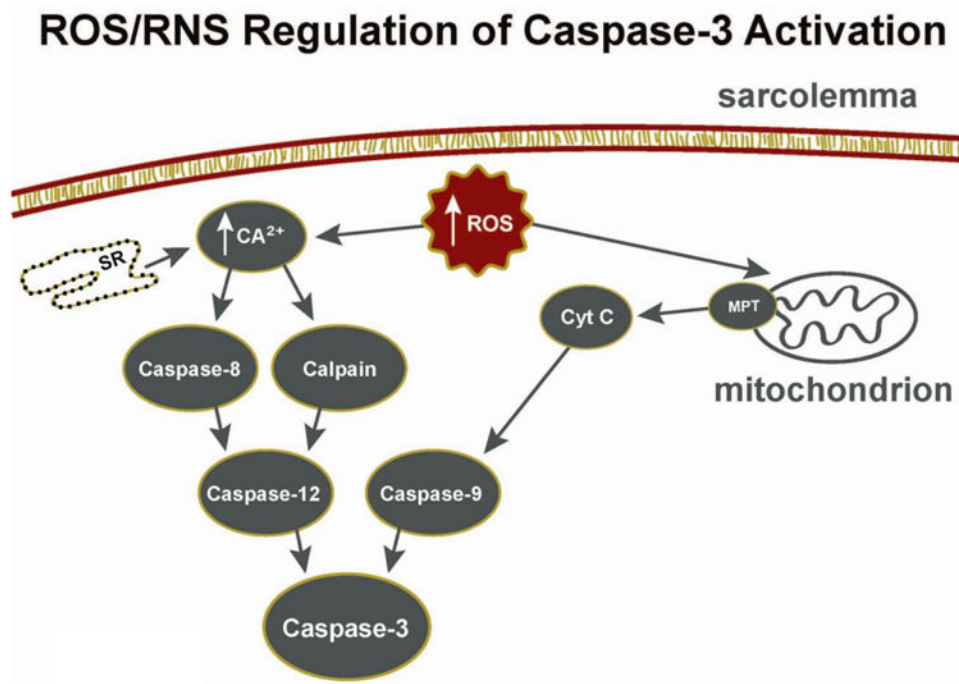 ROS/RNS Regulation of Caspase-3 Activation
sarcolemma
ROS
CA²⁺
SR
MPT
Cyt C
mitochondrion
Caspase-8
Calpain
Caspase-12
Caspase-9
Caspase-3